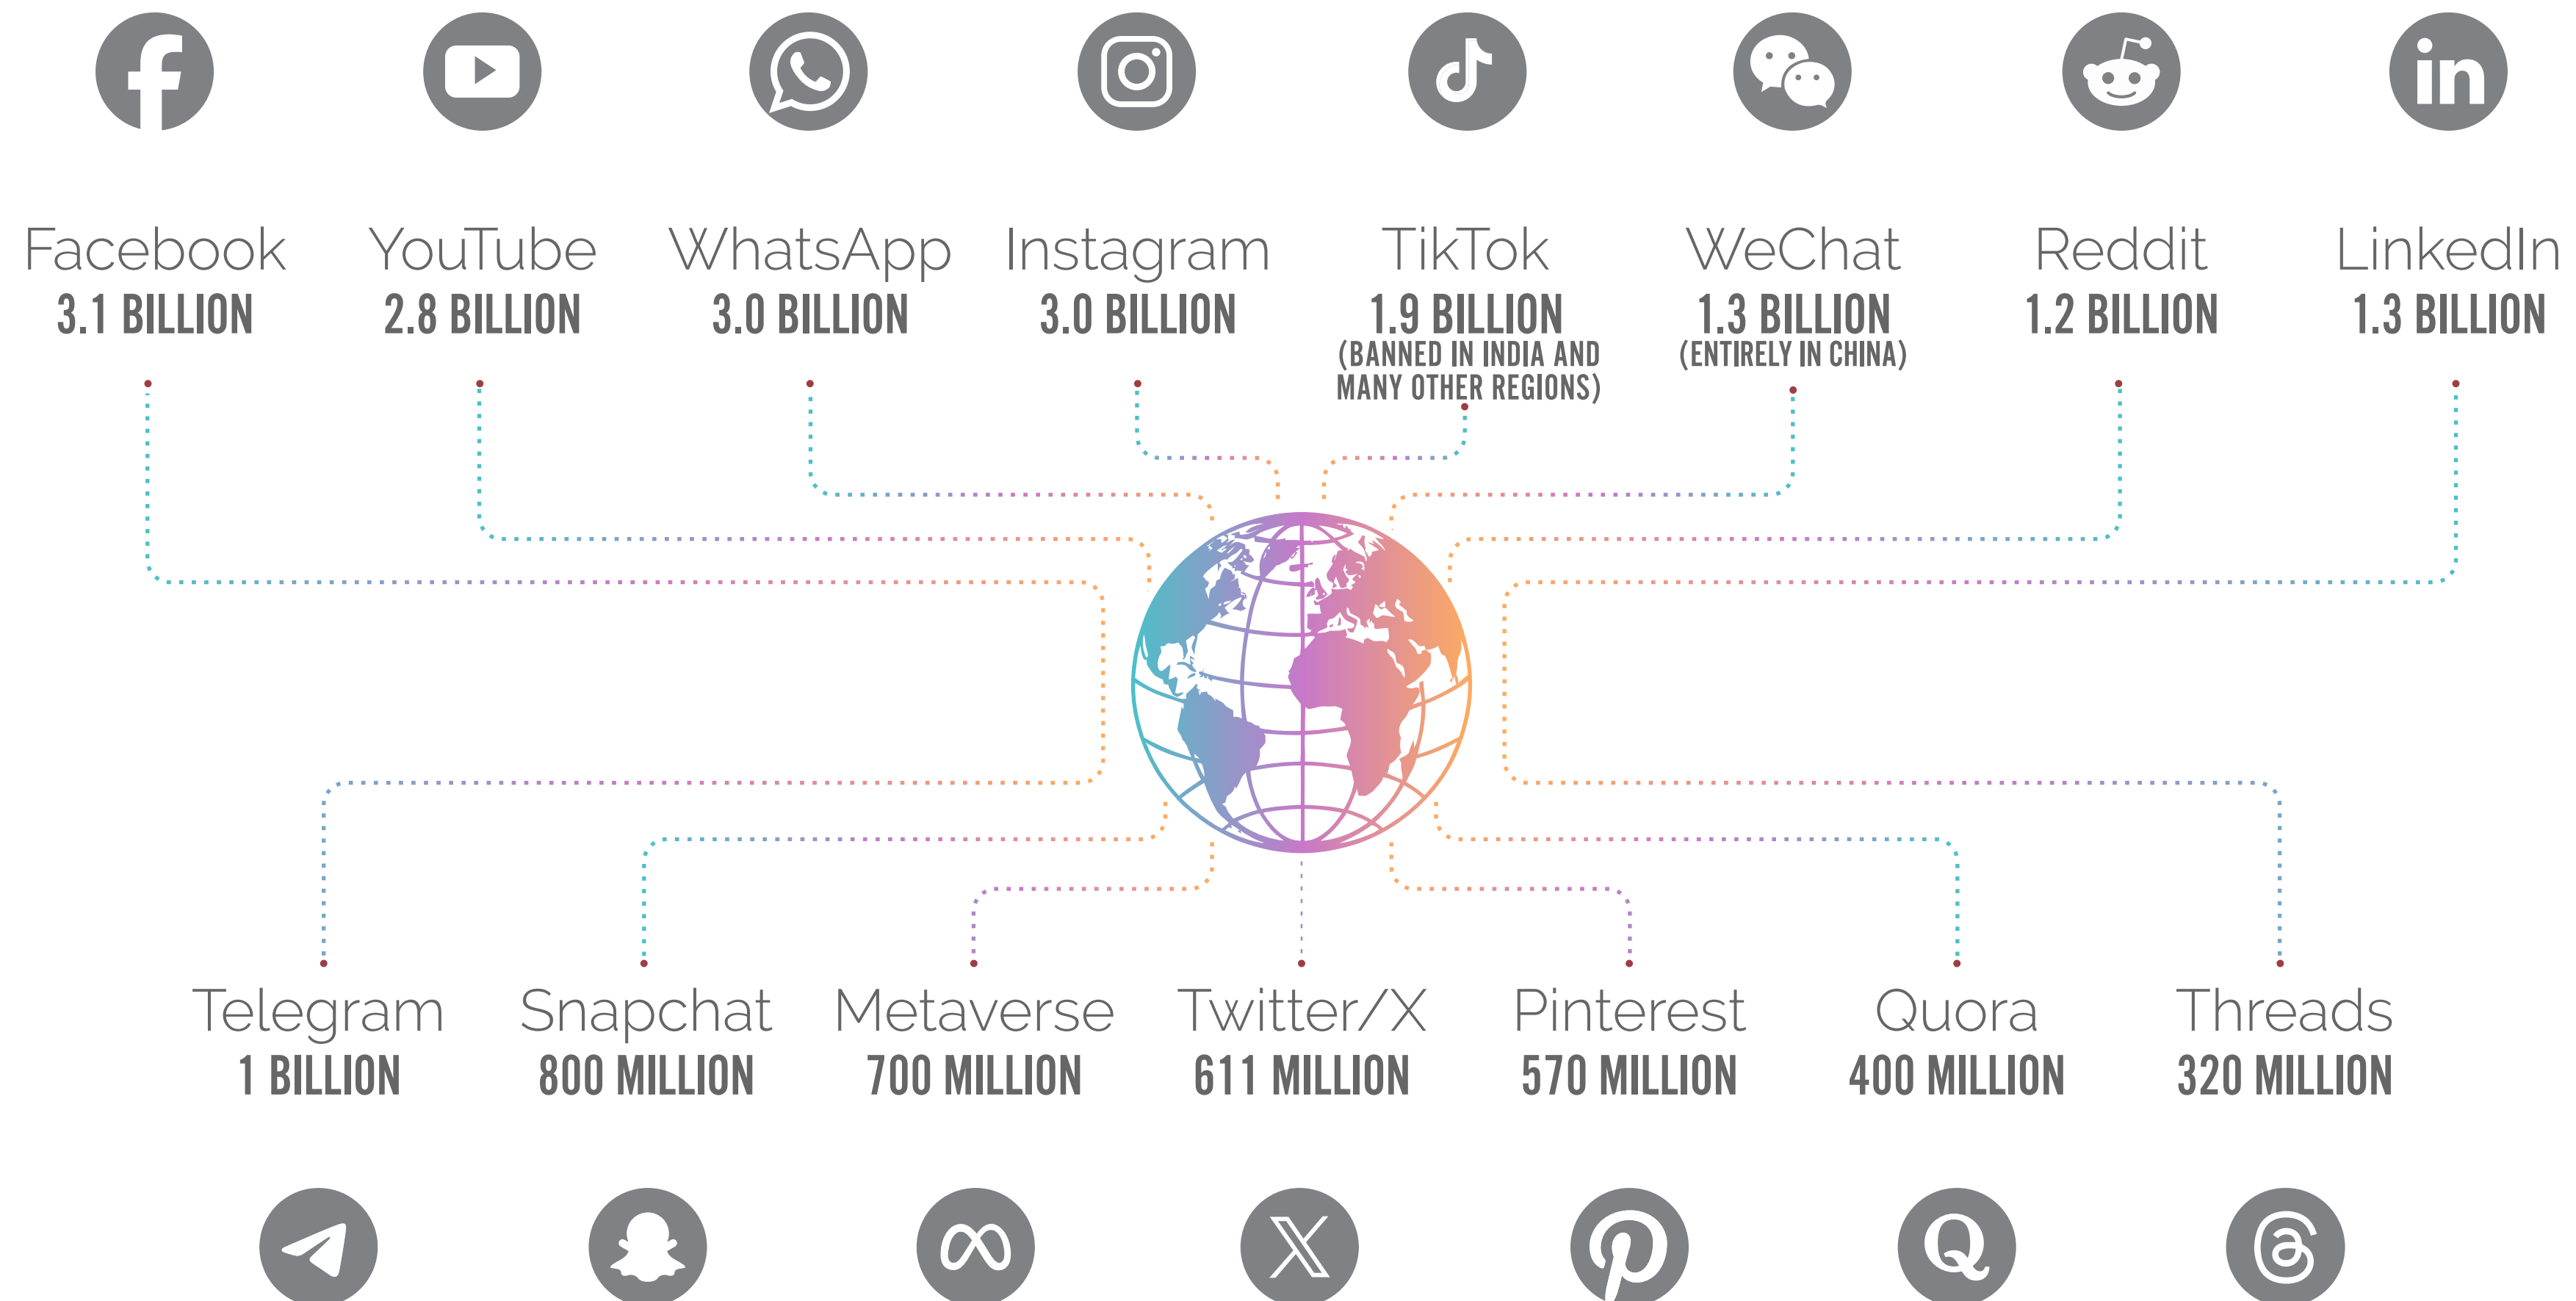 Facebook
3.1 BILLION
YouTube
2.8 BILLION
WhatsApp
3.0 BILLION
Instagram
3.0 BILLION
TikTok
1.9 BILLION
(BANNED IN INDIA AND
MANY OTHER REGIONS)
WeChat
1.3 BILLION
(ENTIRELY IN CHINA)
Reddit
1.2 BILLION
LinkedIn
1.3 BILLION
Telegram
1 BILLION
Snapchat
800 MILLION
Metaverse
700 MILLION
Twitter/X
611 MILLION
Pinterest
570 MILLION
Quora
400 MILLION
Threads
320 MILLION